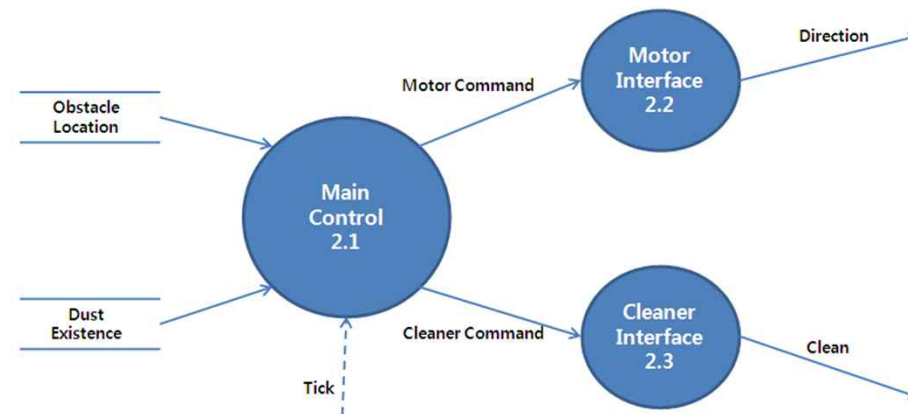 Obstacle
Location
Dust
Existence
Main
Control
2.1
Tick
Motor Command
Cleaner Command
Motor
Interface
2.2
Cleaner
Interface
2.3
Direction
Clean